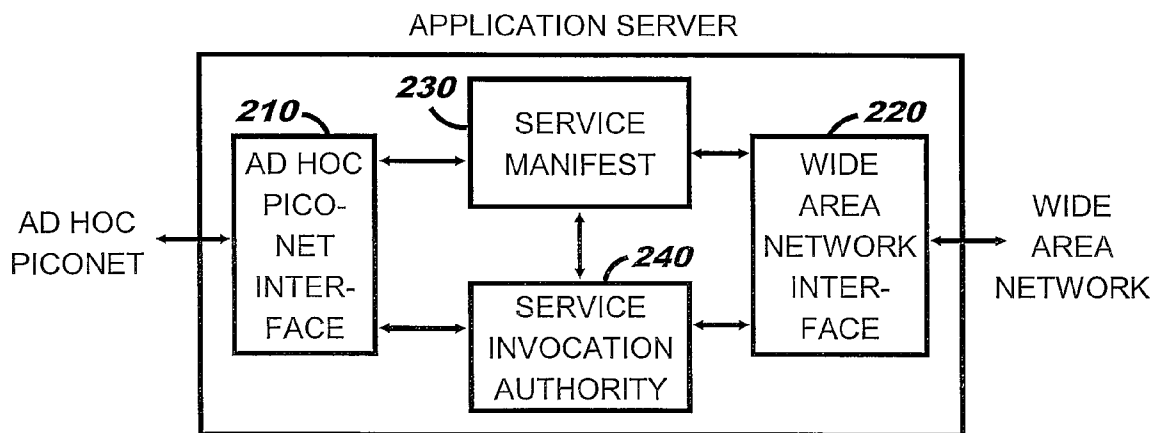 APPLICATION SERVER
230
SERVICE
MANIFEST
210
AD HOC
PICO-
NET
INTER-
FACE
220
WIDE
AREA
NETWORK
INTER-
FACE
AD HOC
PICONET
WIDE
AREA
NETWORK
240
SERVICE
INVOCATION
AUTHORITY